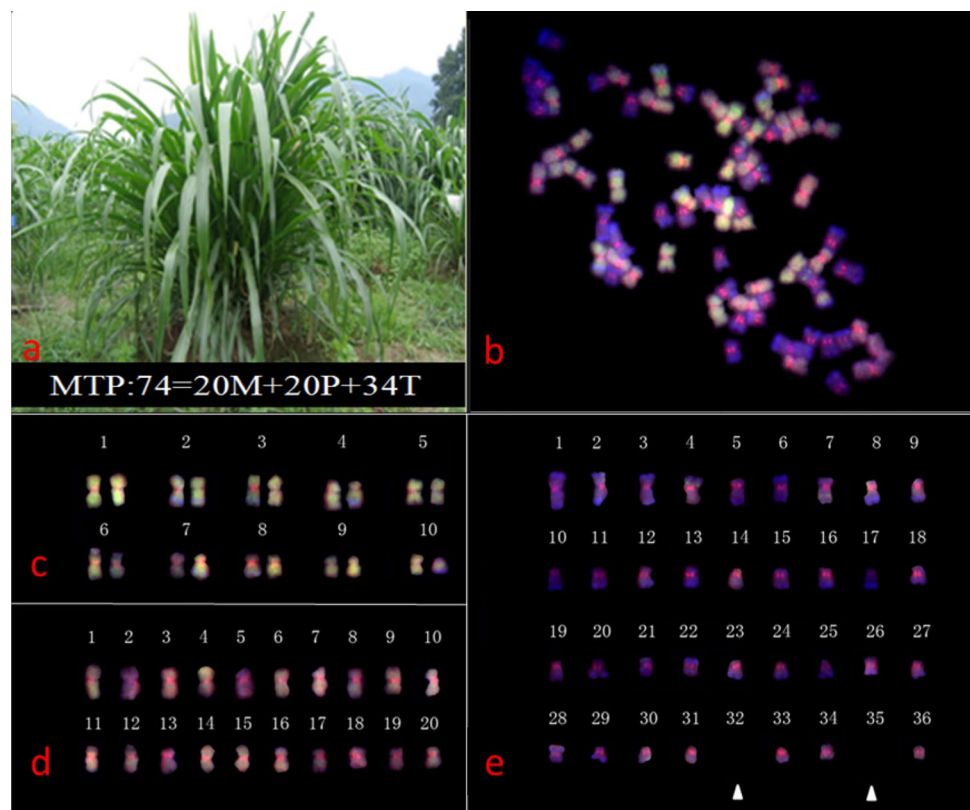 a
MTP:74=20M+20P+34T
b
c
1 2 3 4 5
6 7 8 9 10
d
1 2 3 4 5 6 7 8 9 10
11 12 13 14 15 16 17 18 19 20
e
1 2 3 4 5 6 7 8 9
10 11 12 13 14 15 16 17 18
19 20 21 22 23 24 25 26 27
28 29 30 31 32 33 34 35 36